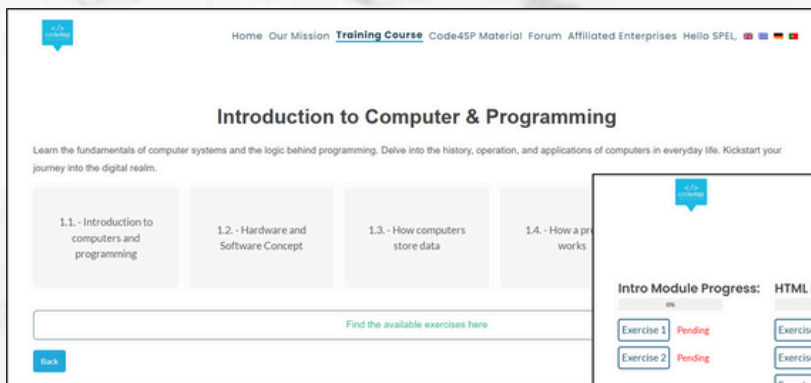 </>
code4sp
Home Our Mission Training Course Code4SP Material Forum Affiliated Enterprises Hello SPEL,
Introduction to Computer & Programming
Learn the fundamentals of computer systems and the logic behind programming. Delve into the history, operation, and applications of computers in everyday life. Kickstart your
journey into the digital realm.
1.1. - Introduction to
computers and
programming
1.2. - Hardware and
Software Concept
1.3. - How computers
store data
1.4. - How a
works
Find the available exercises here
Back
</>
code4sp
Intro Module Progress:
0%
Exercise 1 Pending
Exercise 2 Pending
HTML